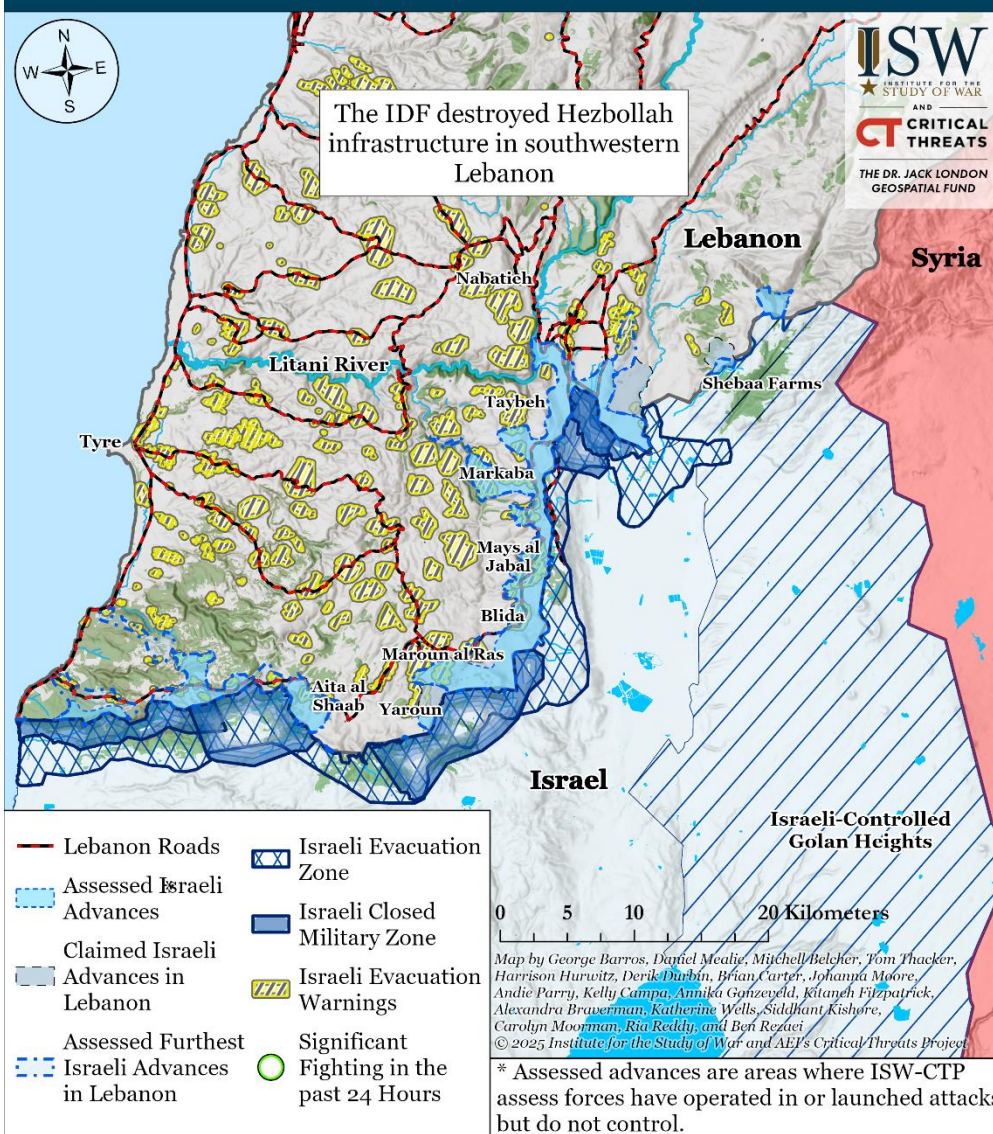 N
W E
S
The IDF destroyed Hezbollah
infrastructure in southwestern
Lebanon
ISW
INSTITUTE FOR THE
STUDY OF WAR
AND
CT CRITICAL
THREATS
THE DR. JACK LONDON
GEOSPATIAL FUND
Lebanon
Syria
Nabatieh
Litani River
Shebaa Farms
Taybeh
Tyre
Markaba
Mays al
Jabal
Blida
Maroun al Ras
Aita al
Shaab
Yaroun
Israel
Israeli-Controlled
Golan Heights
Lebanon Roads
Assessed Israeli*
Advances
Claimed Israeli
Advances in
Lebanon
Assessed Furthest
Israeli Advances
in Lebanon
Israeli Evacuation
Zone
Israeli Closed
Military Zone
Israeli Evacuation
Warnings
Significant
Fighting in the
past 24 Hours
0 5 10 20 Kilometers
Map by George Barros, Daniel Mealie, Mitchell Belcher, Tom Thacker,
Harrison Hurwitz, Derik Durbin, Brian Carter, Johanna Moore,
Andie Parry, Kelly Campa, Annika Ganzeveld, Kitaneh Fitzpatrick,
Alexandra Braverman, Katherine Wells, Siddhant Kishore,
Carolyn Moorman, Ria Reddy, and Ben Rezaei
© 2025 Institute for the Study of War and AEI's Critical Threats Project
* Assessed advances are areas where ISW-CTP
assess forces have operated in or launched attacks
but do not control.